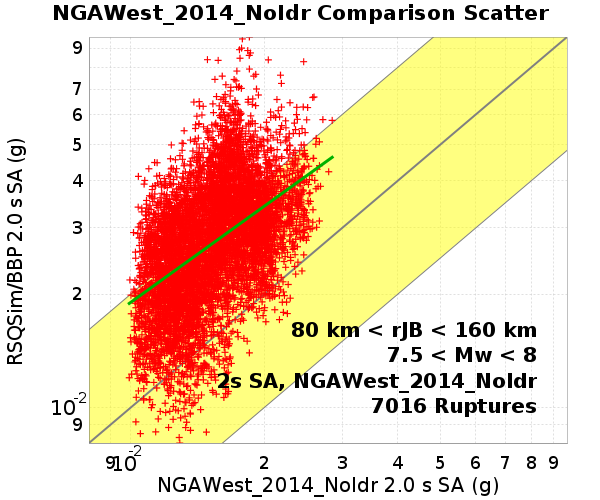 NGAWest_2014_NoIdr Comparison Scatter
RSQSim/BBP 2.0 s SA (g)
9
7
6
5
4
3
2
10^-2
9
80 km < rJB < 160 km
7.5 < Mw < 8
2s SA, NGAWest_2014_NoIdr
7016 Ruptures
9 10^-2 2 3 4 5 6 7 8 9
NGAWest_2014_NoIdr 2.0 s SA (g)